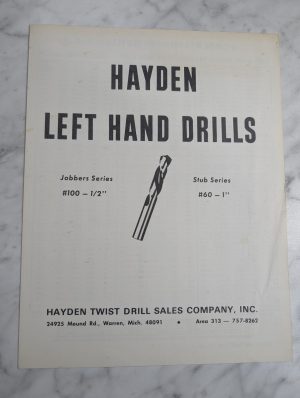 HAYDEN
LEFT HAND DRILLS
Jobbers Series
#100 – 1/2"
Stub Series
#60 – 1"
HAYDEN TWIST DRILL SALES COMPANY, INC.
24925 Mound Rd., Warren, Mich. 48091 • Area 313 — 757-8262